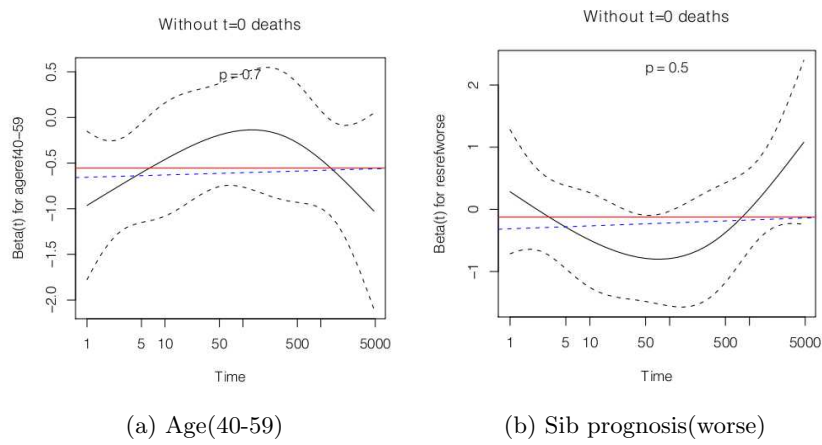 Without t=0 deaths
p = 0.7
Beta(t) for ageref40−59
0.5
0.0
−0.5
−1.0
−1.5
−2.0
1 5 10 50 500 5000
Time
(a) Age(40-59)
Without t=0 deaths
p = 0.5
Beta(t) for resrefworse
2
1
0
−1
1 5 10 50 500 5000
Time
(b) Sib prognosis(worse)